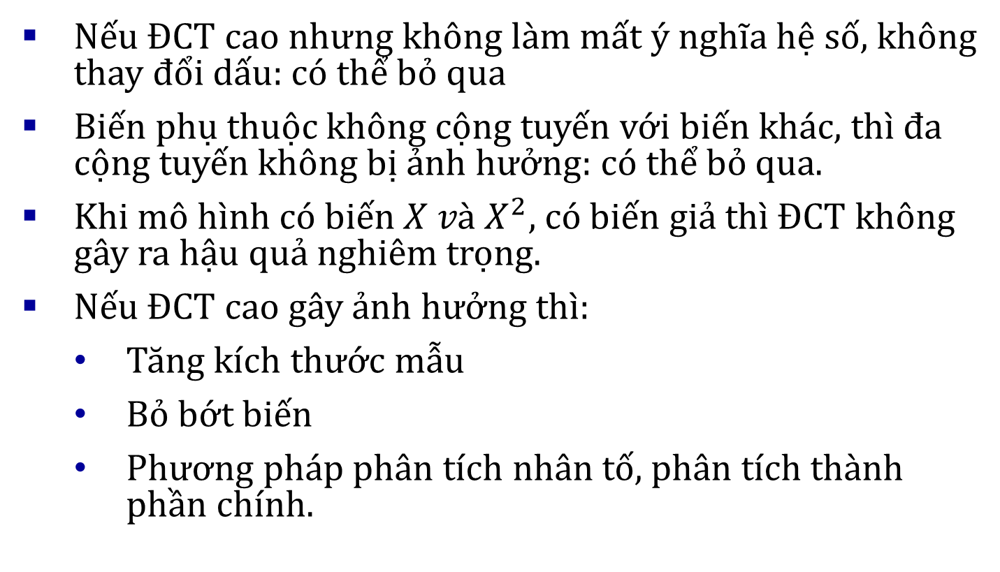 ▪ Nếu ĐCT cao nhưng không làm mất ý nghĩa hệ số, không
thay đổi dấu: có thể bỏ qua
▪ Biến phụ thuộc không cộng tuyến với biến khác, thì đa
cộng tuyến không bị ảnh hưởng: có thể bỏ qua.
▪ Khi mô hình có biến X và X², có biến giả thì ĐCT không
gây ra hậu quả nghiêm trọng.
▪ Nếu ĐCT cao gây ảnh hưởng thì:
• Tăng kích thước mẫu
• Bỏ bớt biến
• Phương pháp phân tích nhân tố, phân tích thành
phần chính.